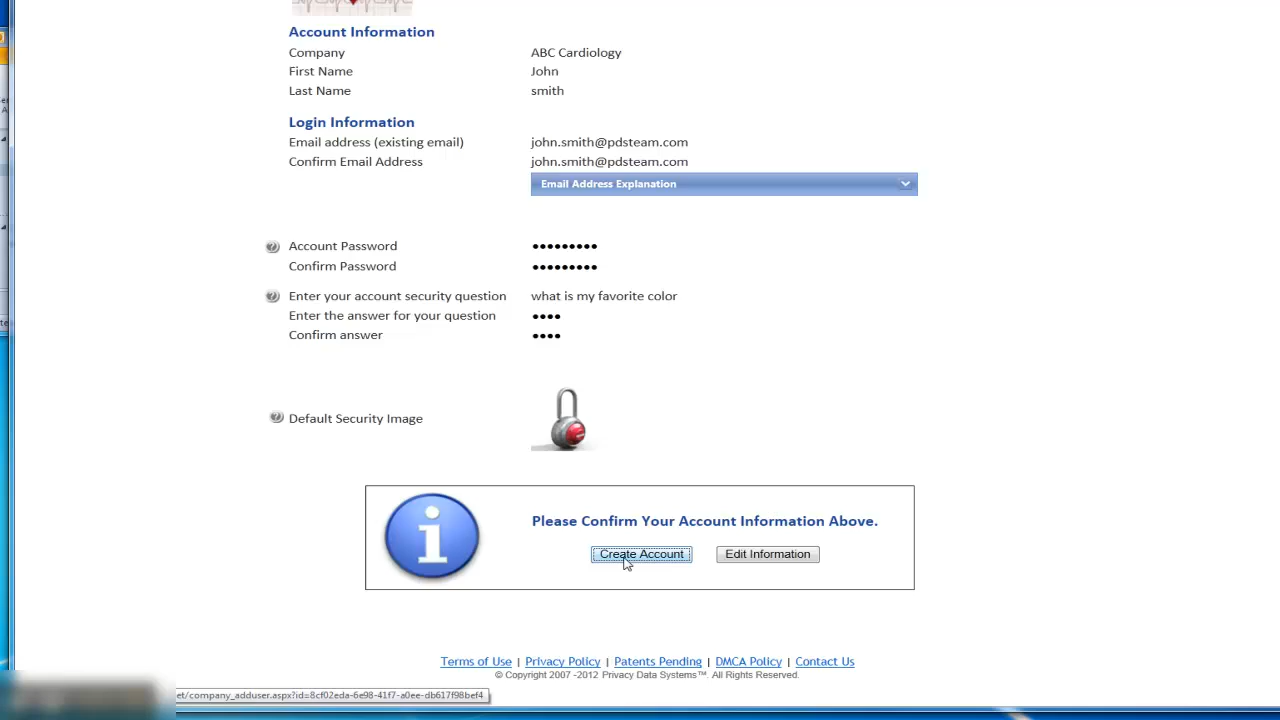 Account Information
Company ABC Cardiology
First Name John
Last Name smith
Login Information
Email address (existing email) john.smith@pdsteam.com
Confirm Email Address john.smith@pdsteam.com
Email Address Explanation
Account Password •••••••••
Confirm Password •••••••••
Enter your account security question what is my favorite color
Enter the answer for your question ••••
Confirm answer ••••
Default Security Image
Please Confirm Your Account Information Above.
Create Account Edit Information
Terms of Use | Privacy Policy | Patents Pending | DMCA Policy | Contact Us
© Copyright 2007 -2012 Privacy Data Systems™. All Rights Reserved.
et/company_adduser.aspx?id=8cf02eda-6e98-41f7-a0ee-db617f98bef4